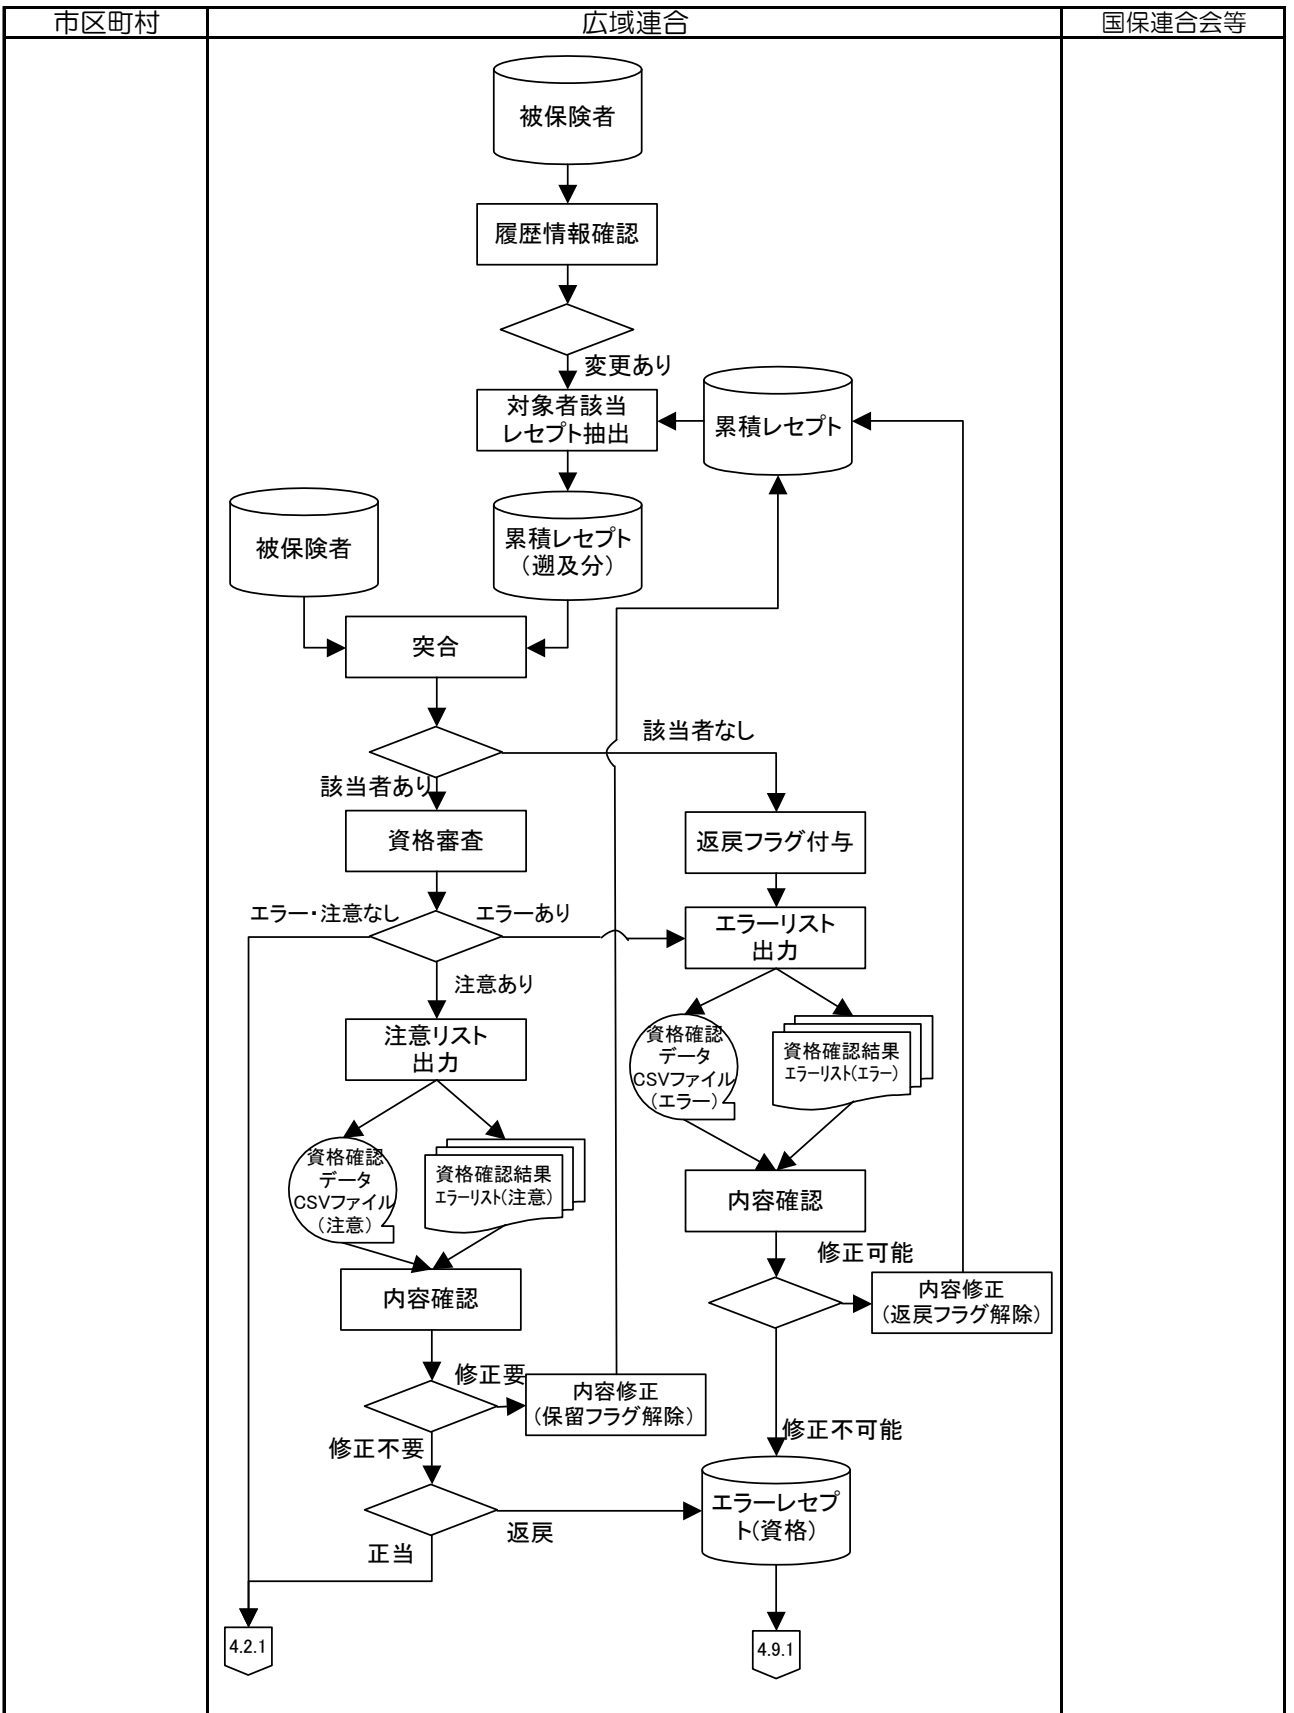 市区町村
広域連合
国保連合会等
被保険者
履歴情報確認
変更あり
対象者該当
レセプト抽出
累積レセプト
被保険者
累積レセプト
(遡及分)
突合
該当者なし
該当者あり
資格審査
返戻フラグ付与
エラー・注意なし
エラーあり
エラーリスト
出力
注意あり
注意リスト
出力
資格確認
データ
CSVファイル
(エラー)
資格確認結果
エラーリスト(エラー)
資格確認
データ
CSVファイル
(注意)
資格確認結果
エラーリスト(注意)
内容確認
修正可能
内容確認
内容修正
(返戻フラグ解除)
修正要
内容修正
(保留フラグ解除)
修正不可能
修正不要
エラーレセプ
ト(資格)
返戻
正当
4.2.1
4.9.1